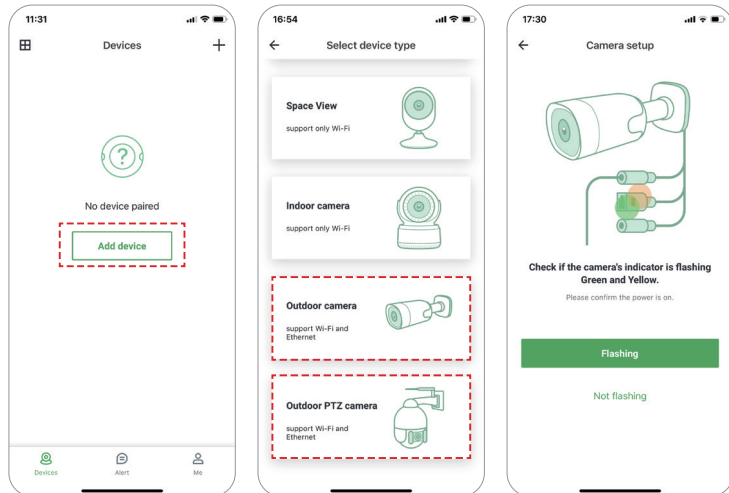 11:31
Devices
No device paired
Add device
Devices
Alert
Me
16:54
Select device type
Space View
support only Wi-Fi
Indoor camera
support only Wi-Fi
Outdoor camera
support Wi-Fi and
Ethernet
Outdoor PTZ camera
support Wi-Fi and
Ethernet
17:30
Camera setup
Check if the camera's indicator is flashing
Green and Yellow.
Please confirm the power is on.
Flashing
Not flashing